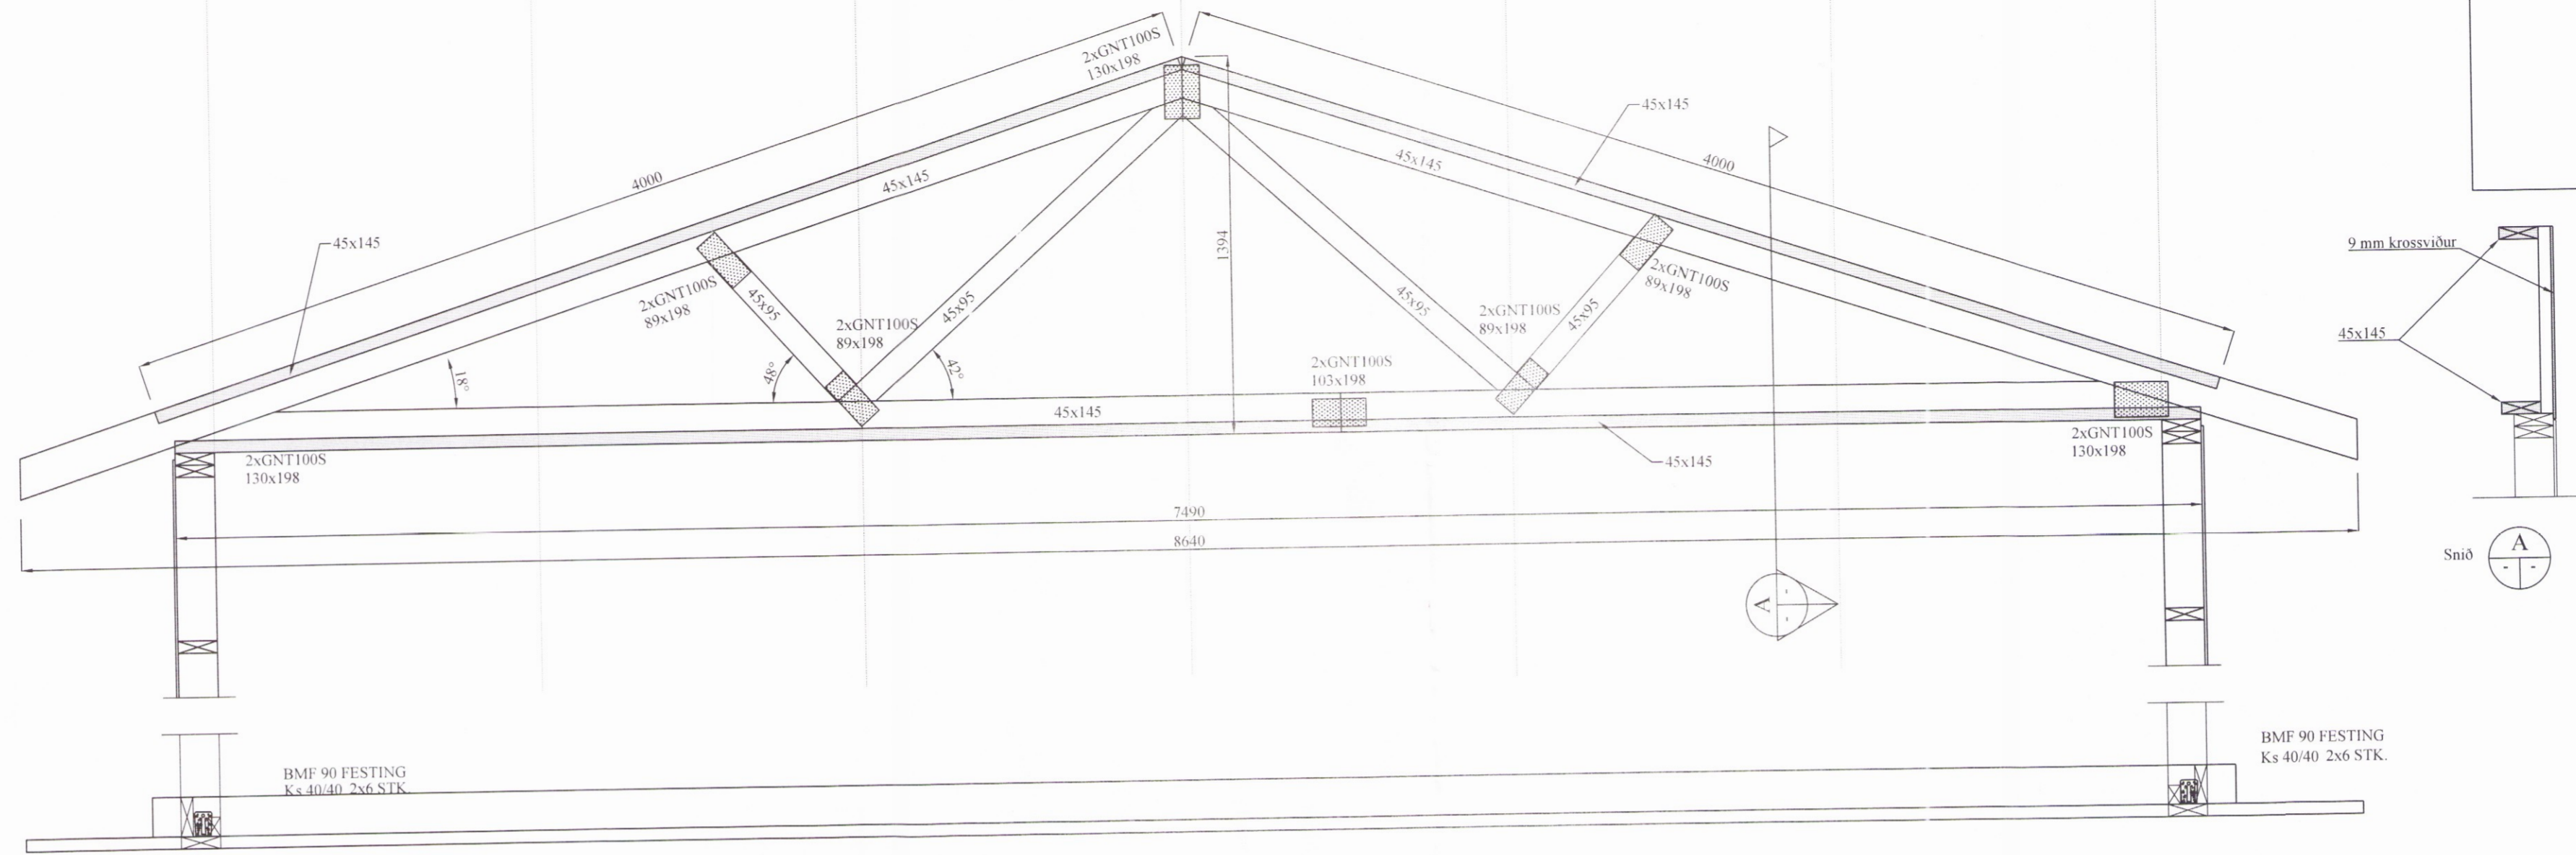 2xGNT100S
130x198
45x145
4000
45x145
45x145
4000
45x145
1394
9 mm krossviður
2xGNT100S
89x198
45x95
2xGNT100S
89x198
45x95
45x95
2xGNT100S
89x198
45x95
2xGNT100S
89x198
45x145
18°
48°
42°
2xGNT100S
103x198
45x145
2xGNT100S
130x198
45x145
2xGNT100S
130x198
7490
8640
Snið
A
- -
A
- -
BMF 90 FESTING
Ks 40/40 2x6 STK.
BMF 90 FESTING
Ks 40/40 2x6 STK.